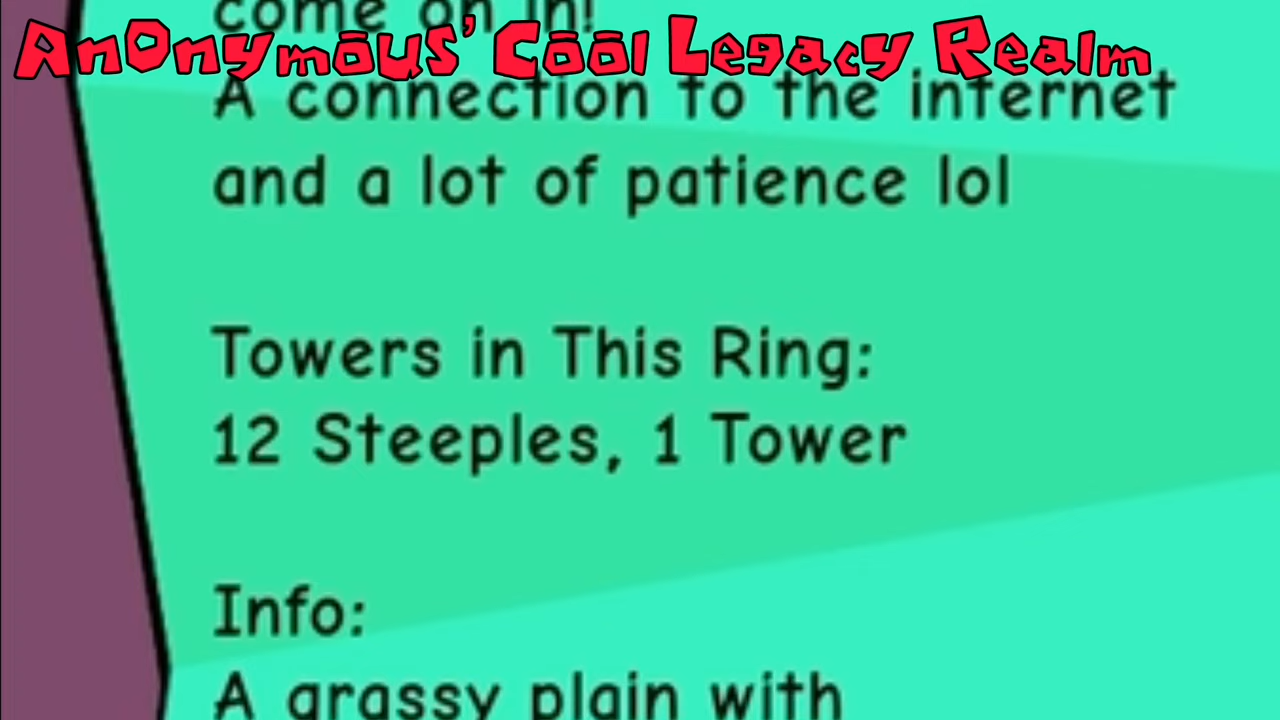 come on in!
Anonymous' Cool Legacy Realm
A connection to the internet
and a lot of patience lol
Towers in This Ring:
12 Steeples, 1 Tower
Info:
A grassy plain with